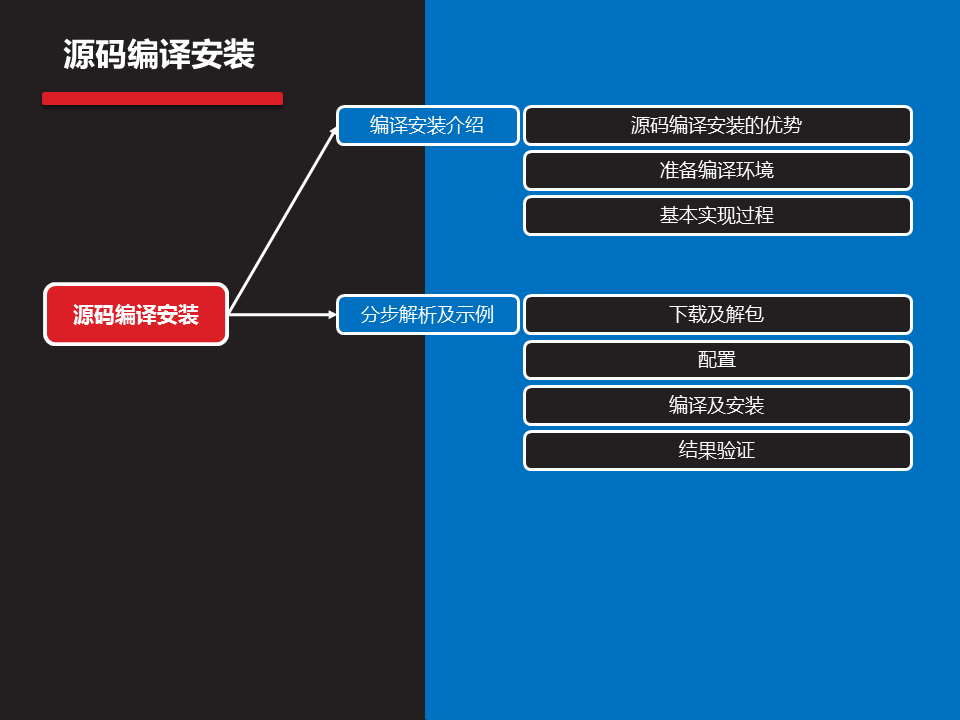 源码编译安装
编译安装介绍
源码编译安装的优势
准备编译环境
基本实现过程
源码编译安装
分步解析及示例
下载及解包
配置
编译及安装
结果验证